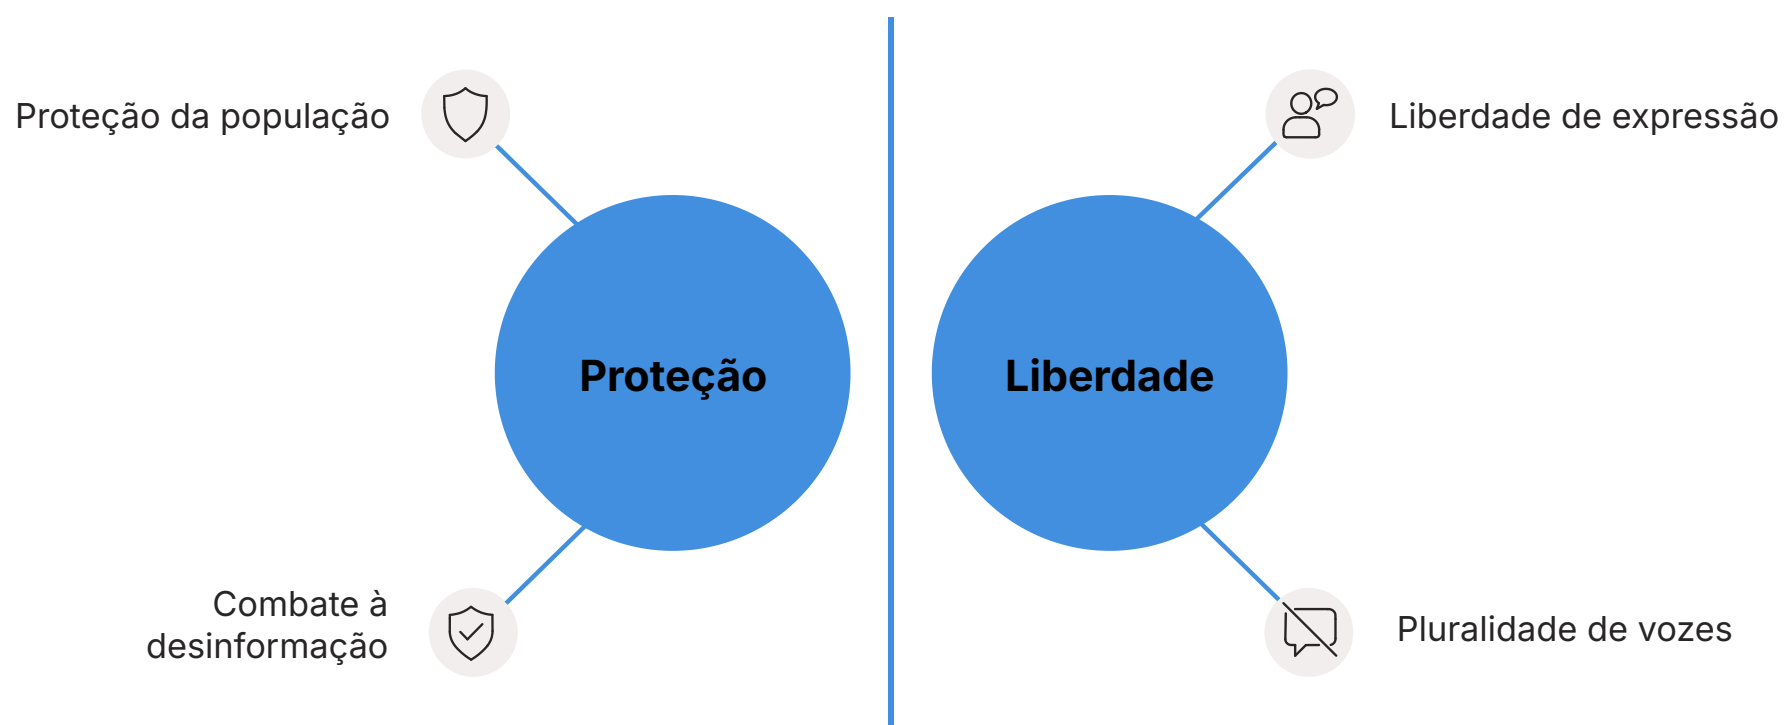 Proteção da população
Proteção
Combate à
desinformação
Liberdade de expressão
Liberdade
Pluralidade de vozes